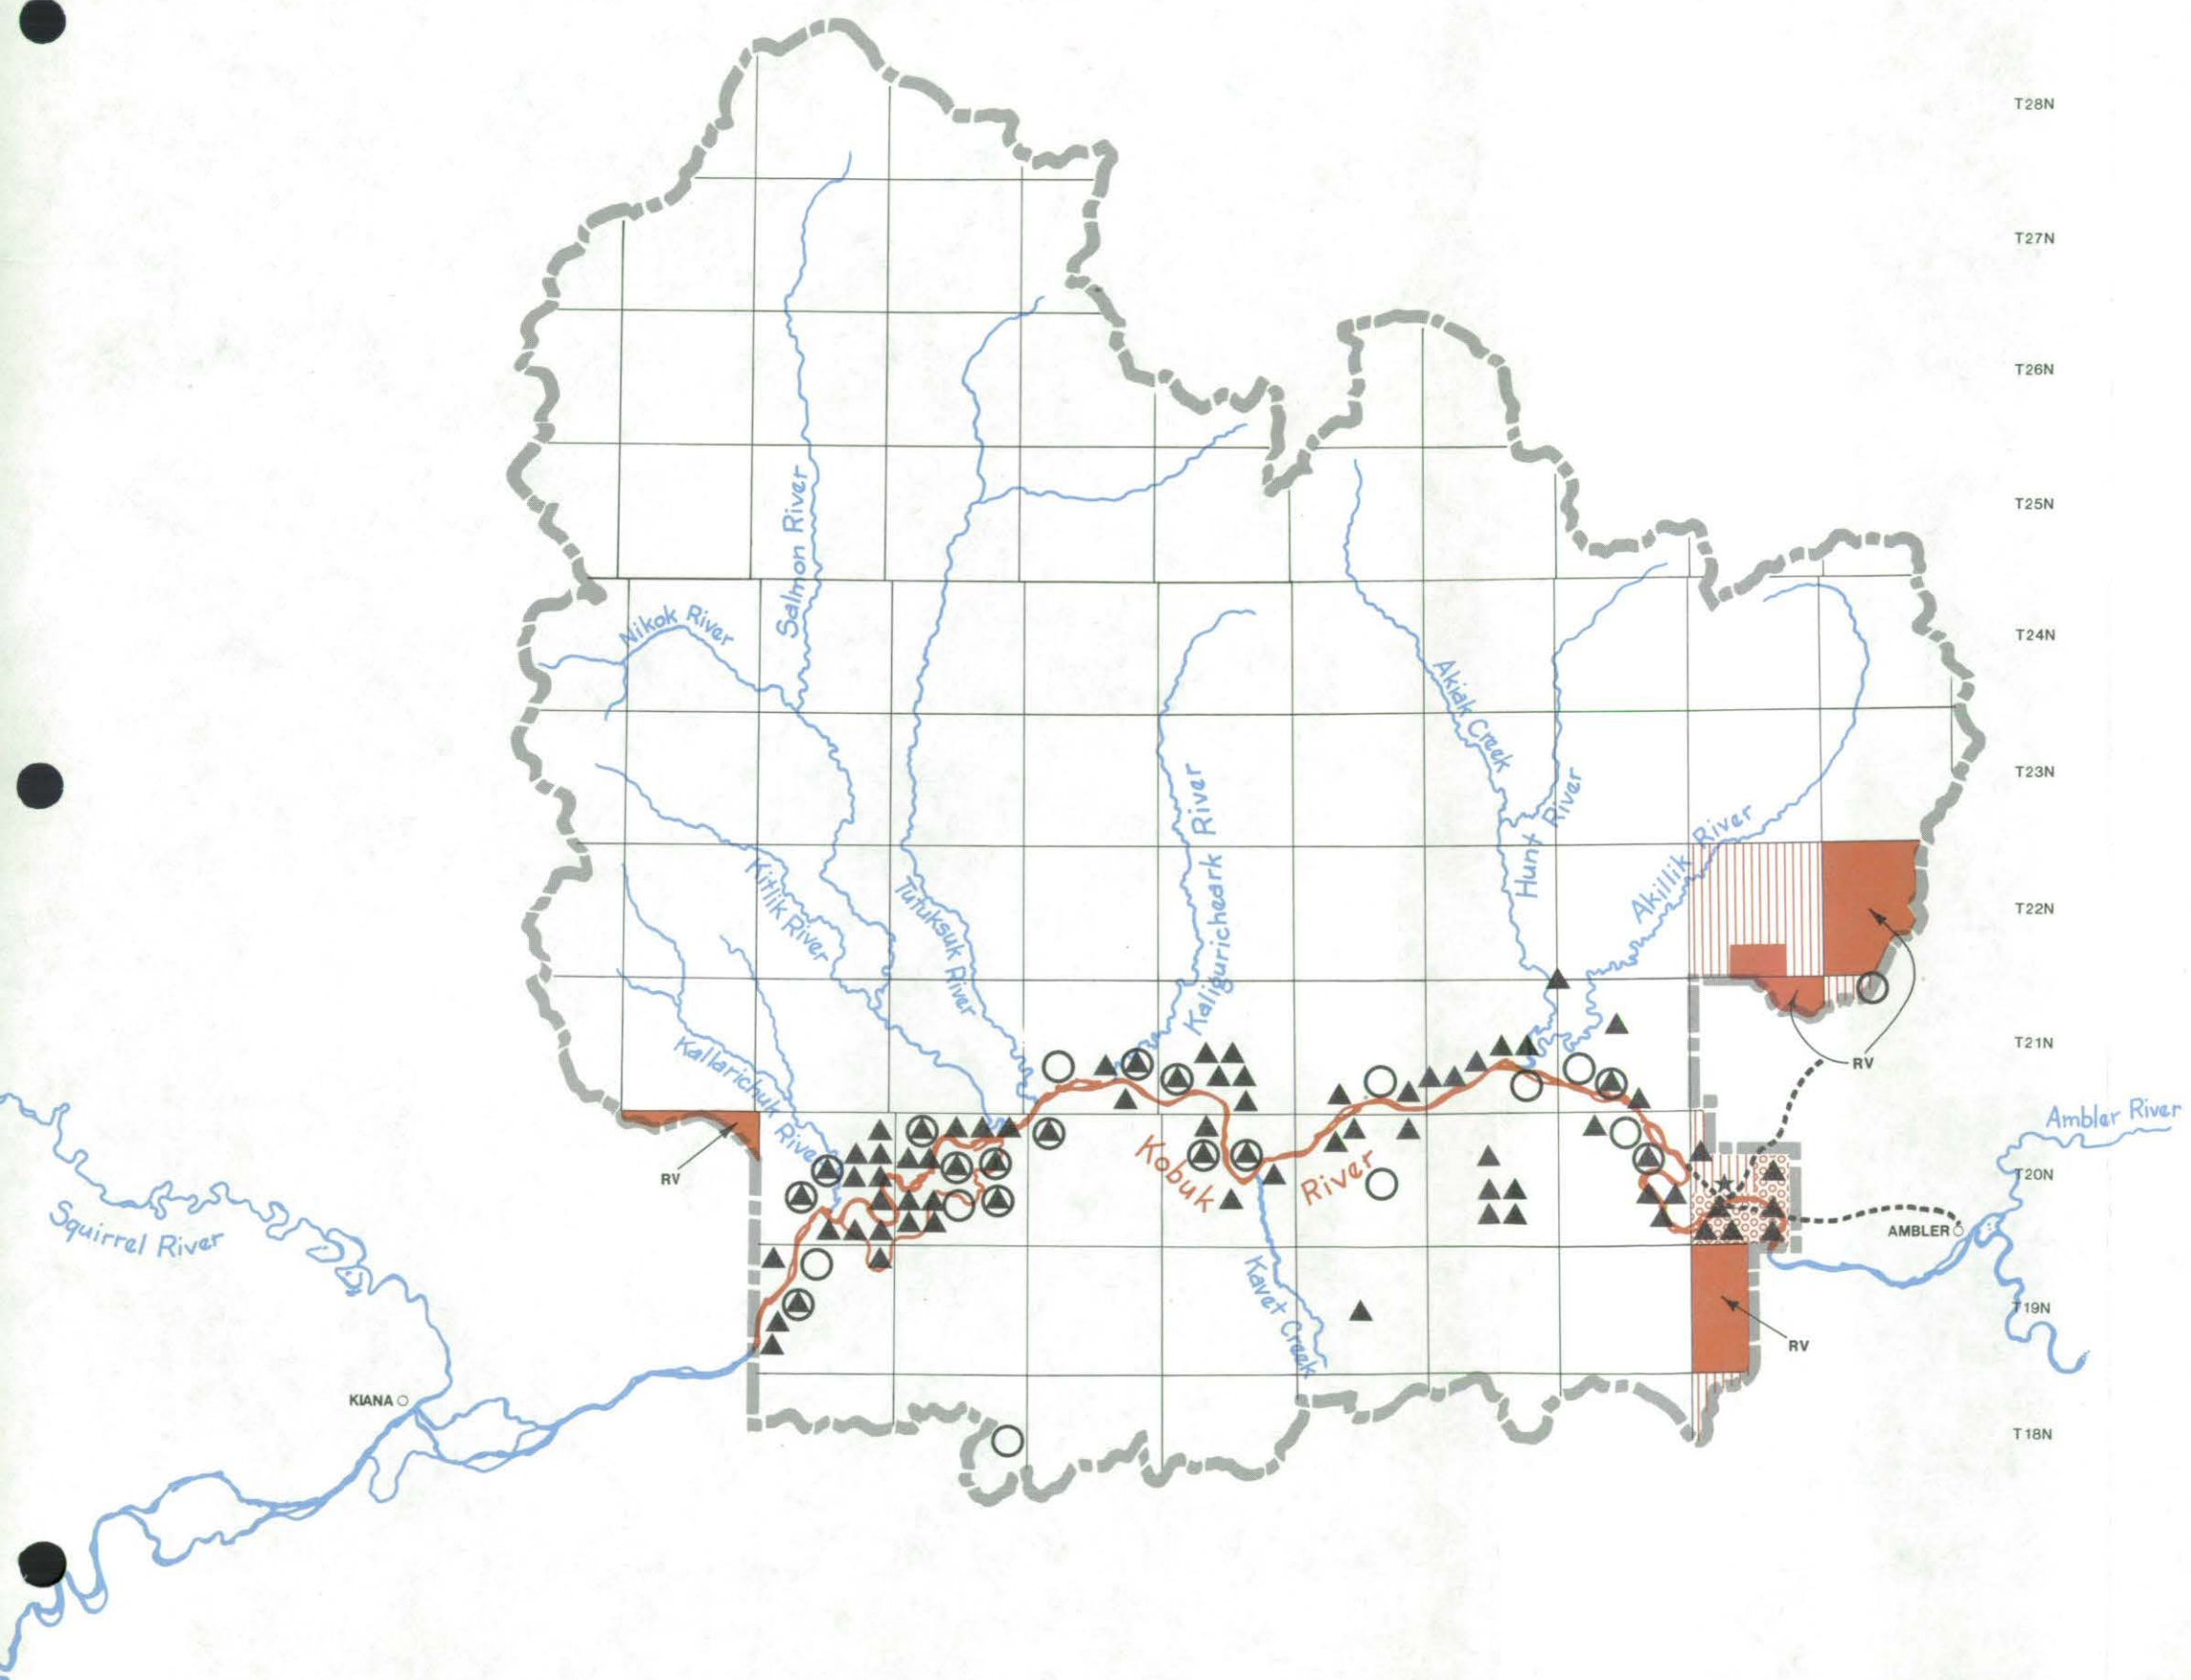 T28N
T27N
T26N
T25N
T24N
T23N
T22N
T21N
T20N
T19N
T18N
Salmon River
Nikok River
Kitlik River
Tutuksuk River
Kallarichuk River
Kaliguricheark River
Akiak Creek
Hunt River
Akillik River
Kobuk River
Kavet Creek
Squirrel River
Ambler River
KIANA
AMBLER
RV
RV
RV